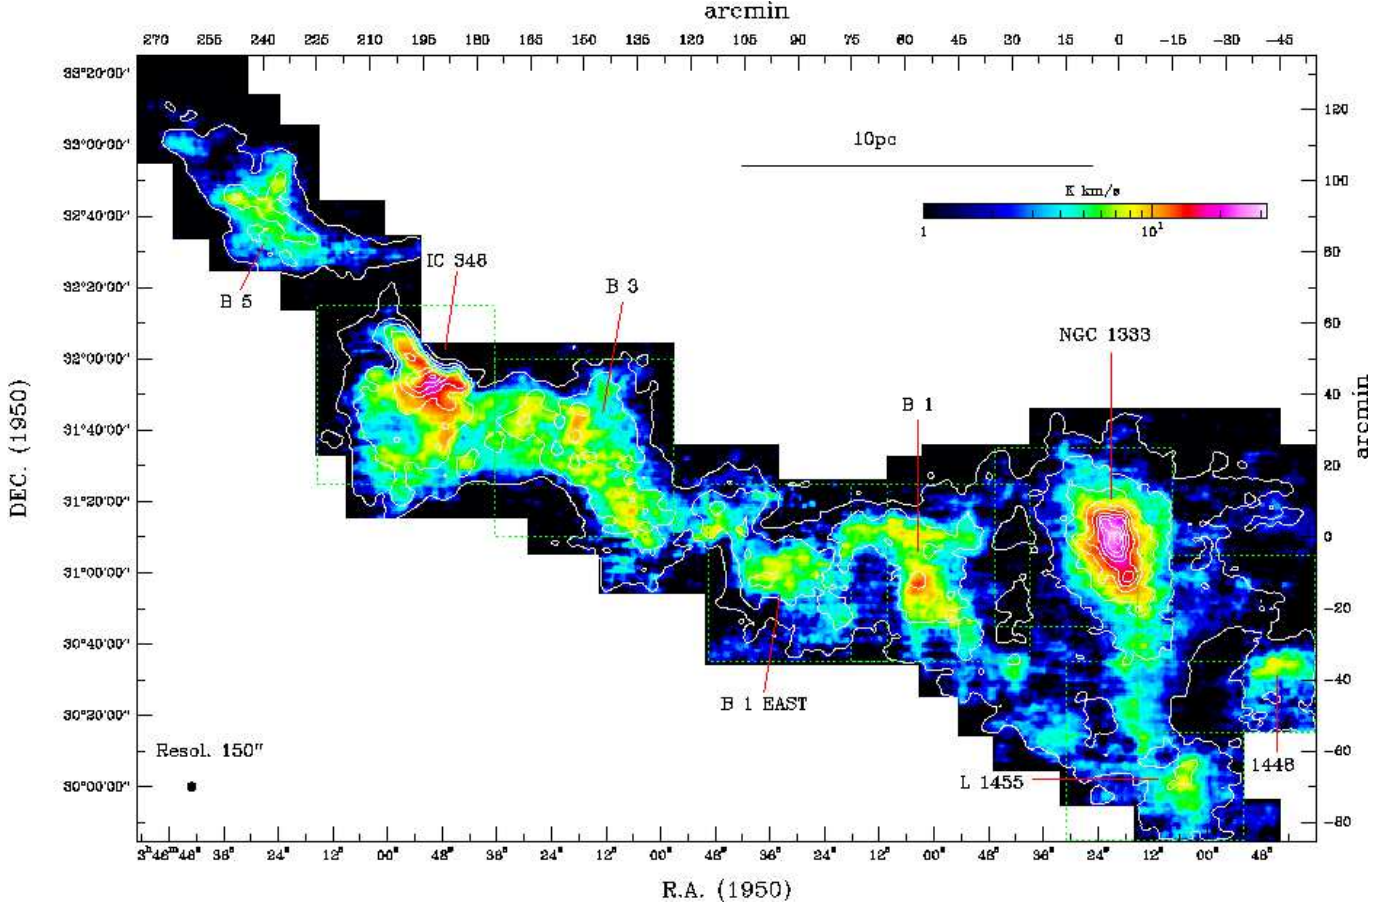 arcmin
270 255 240 225 210 195 180 165 150 135 120 105 90 75 60 45 30 15 0 -15 -30 -45
33°20'00"
33°00'00"
32°40'00"
32°20'00"
32°00'00"
31°40'00"
31°20'00"
31°00'00"
30°40'00"
30°20'00"
30°00'00"
DEC. (1950)
10pc
K km/s
1 10¹
B 5
IC 348
B 3
NGC 1333
B 1
B 1 EAST
L 1455
1448
Resol. 150"
120
100
80
60
40
20
0
-20
-40
-60
-80
arcmin
3ʰ46ᵐ48ˢ 36ˢ 24ˢ 12ˢ 00ˢ 48ˢ 36ˢ 24ˢ 12ˢ 00ˢ 48ˢ 36ˢ 24ˢ 12ˢ 00ˢ 48ˢ 36ˢ 24ˢ 12ˢ 00ˢ 48ˢ
R.A. (1950)